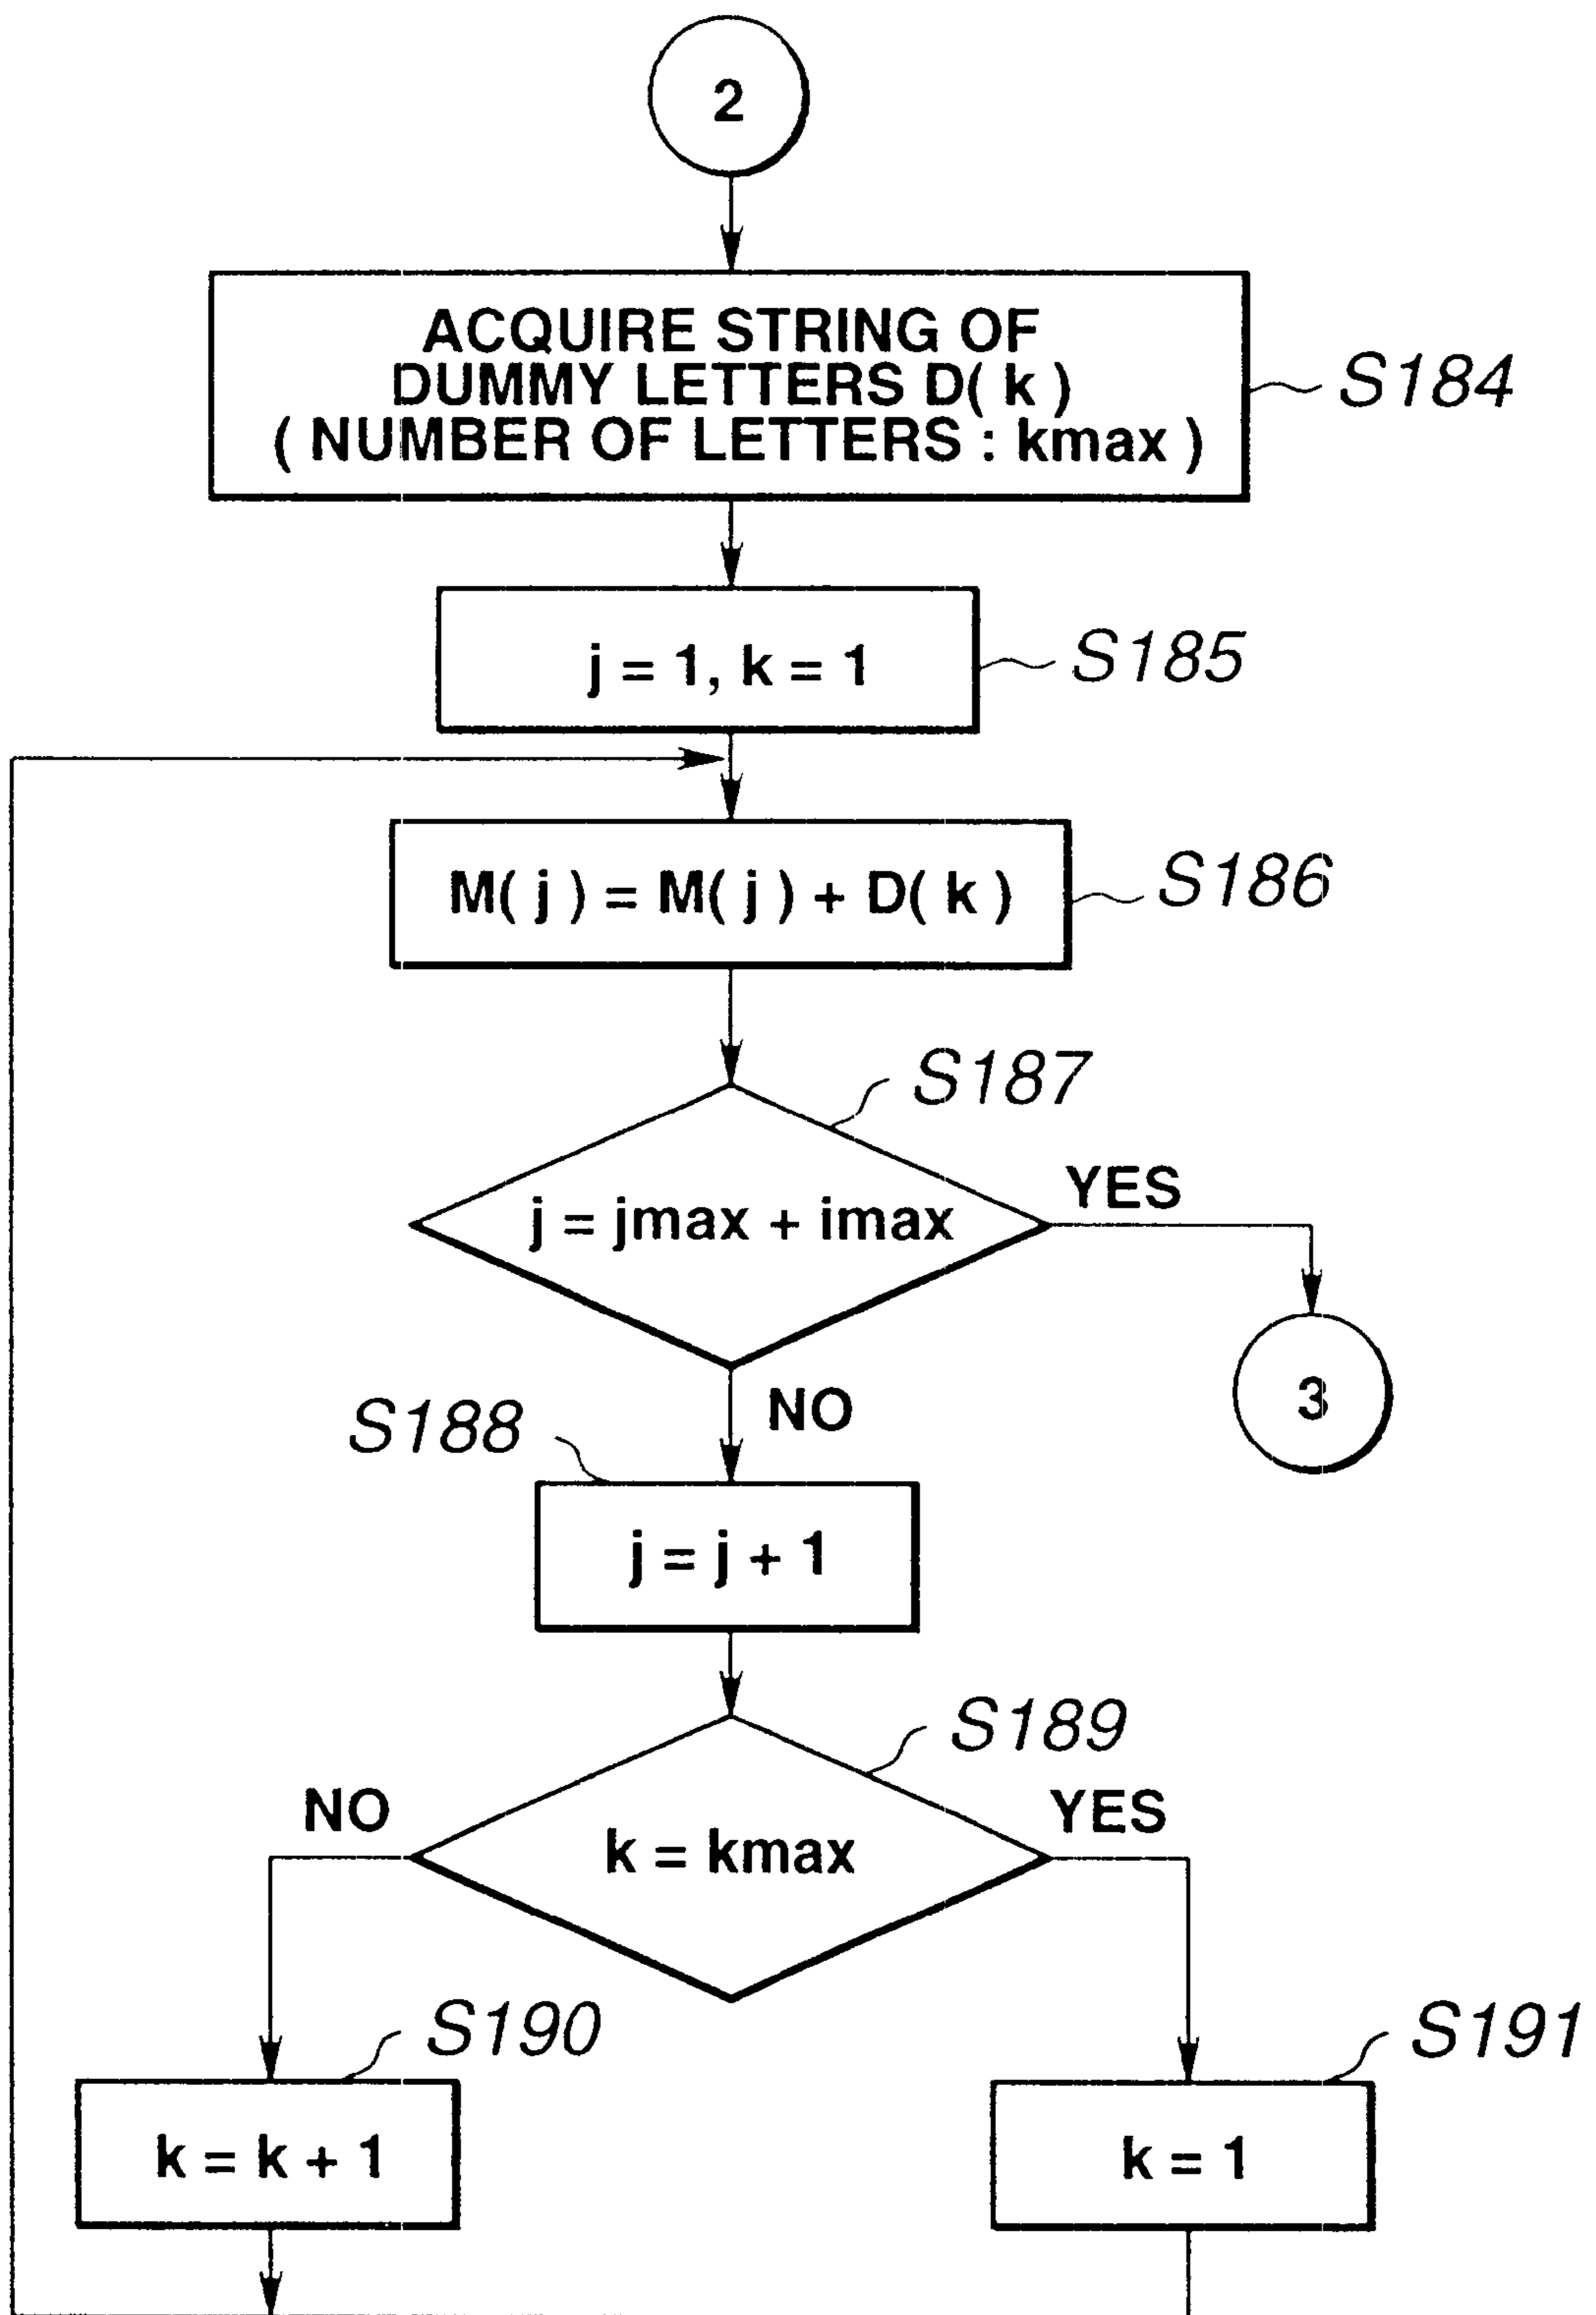 2
ACQUIRE STRING OF
DUMMY LETTERS D( k )
( NUMBER OF LETTERS : kmax )
S184
j = 1, k = 1
S185
M( j ) = M( j ) + D( k )
S186
S187
j = jmax + imax
YES
3
NO
S188
j = j + 1
S189
NO
k = kmax
YES
S190
S191
k = k + 1
k = 1